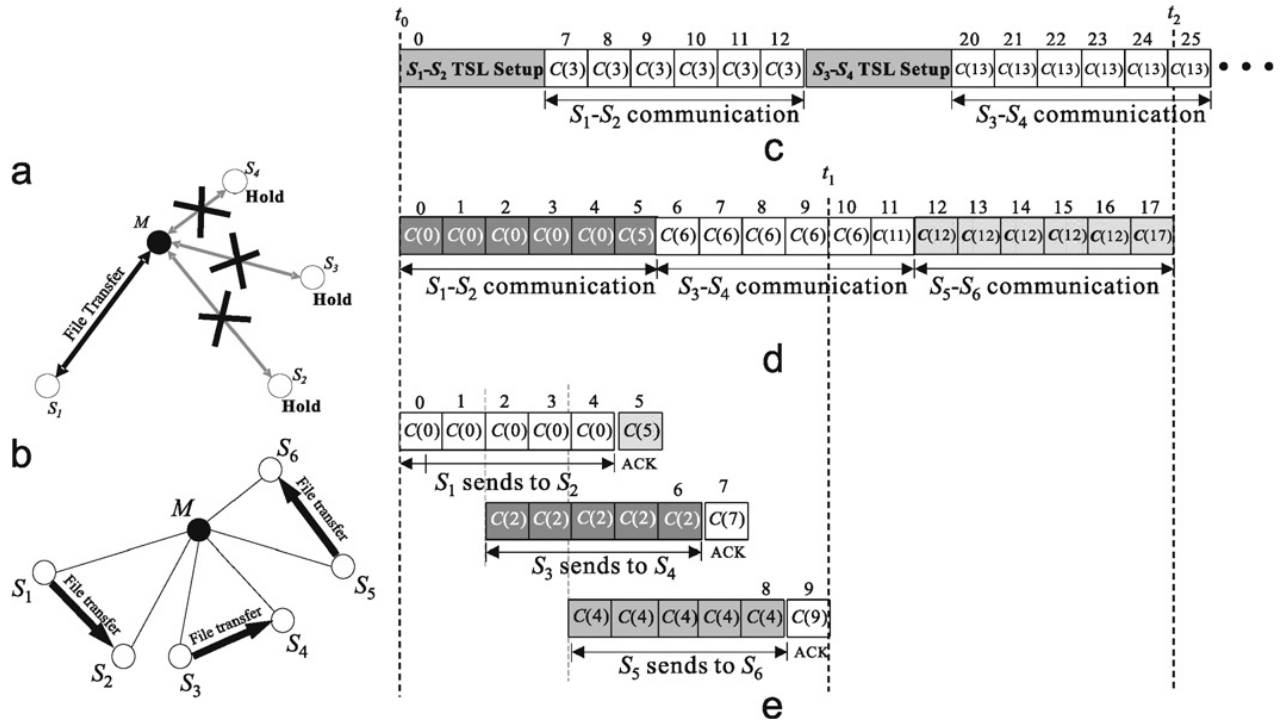 a
S4
Hold
M
S3
Hold
File Transfer
S2
Hold
S1
b
S6
M
File transfer
S1
File transfer
S5
File transfer
S4
S2
S3
t0 t2
0 7 8 9 10 11 12 20 21 22 23 24 25
S1-S2 TSL Setup C(3) C(3) C(3) C(3) C(3) C(3) S3-S4 TSL Setup C(13) C(13) C(13) C(13) C(13) C(13) • • •
S1-S2 communication S3-S4 communication
c
t1
0 1 2 3 4 5 6 7 8 9 10 11 12 13 14 15 16 17
C(0) C(0) C(0) C(0) C(0) C(5) C(6) C(6) C(6) C(6) C(6) C(11) C(12) C(12) C(12) C(12) C(12) C(17)
S1-S2 communication S3-S4 communication S5-S6 communication
d
0 1 2 3 4 5
C(0) C(0) C(0) C(0) C(0) C(5)
S1 sends to S2 ACK
6 7
C(2) C(2) C(2) C(2) C(2) C(7)
S3 sends to S4 ACK
8 9
C(4) C(4) C(4) C(4) C(4) C(9)
S5 sends to S6 ACK
e